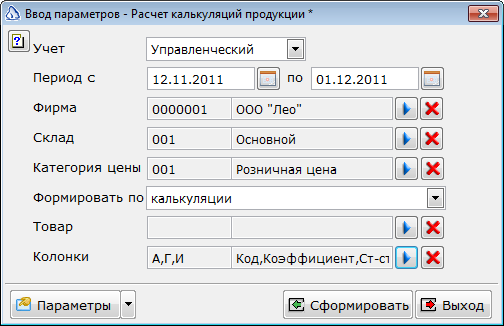 Ввод параметров - Расчет калькуляций продукции *
Учет Управленческий
Период с 12.11.2011 по 01.12.2011
Фирма 0000001 ООО "Лео"
Склад 001 Основной
Категория цены 001 Розничная цена
Формировать по калькуляции
Товар
Колонки А,Г,И Код,Коэффициент,Ст-ст
Параметры Сформировать Выход